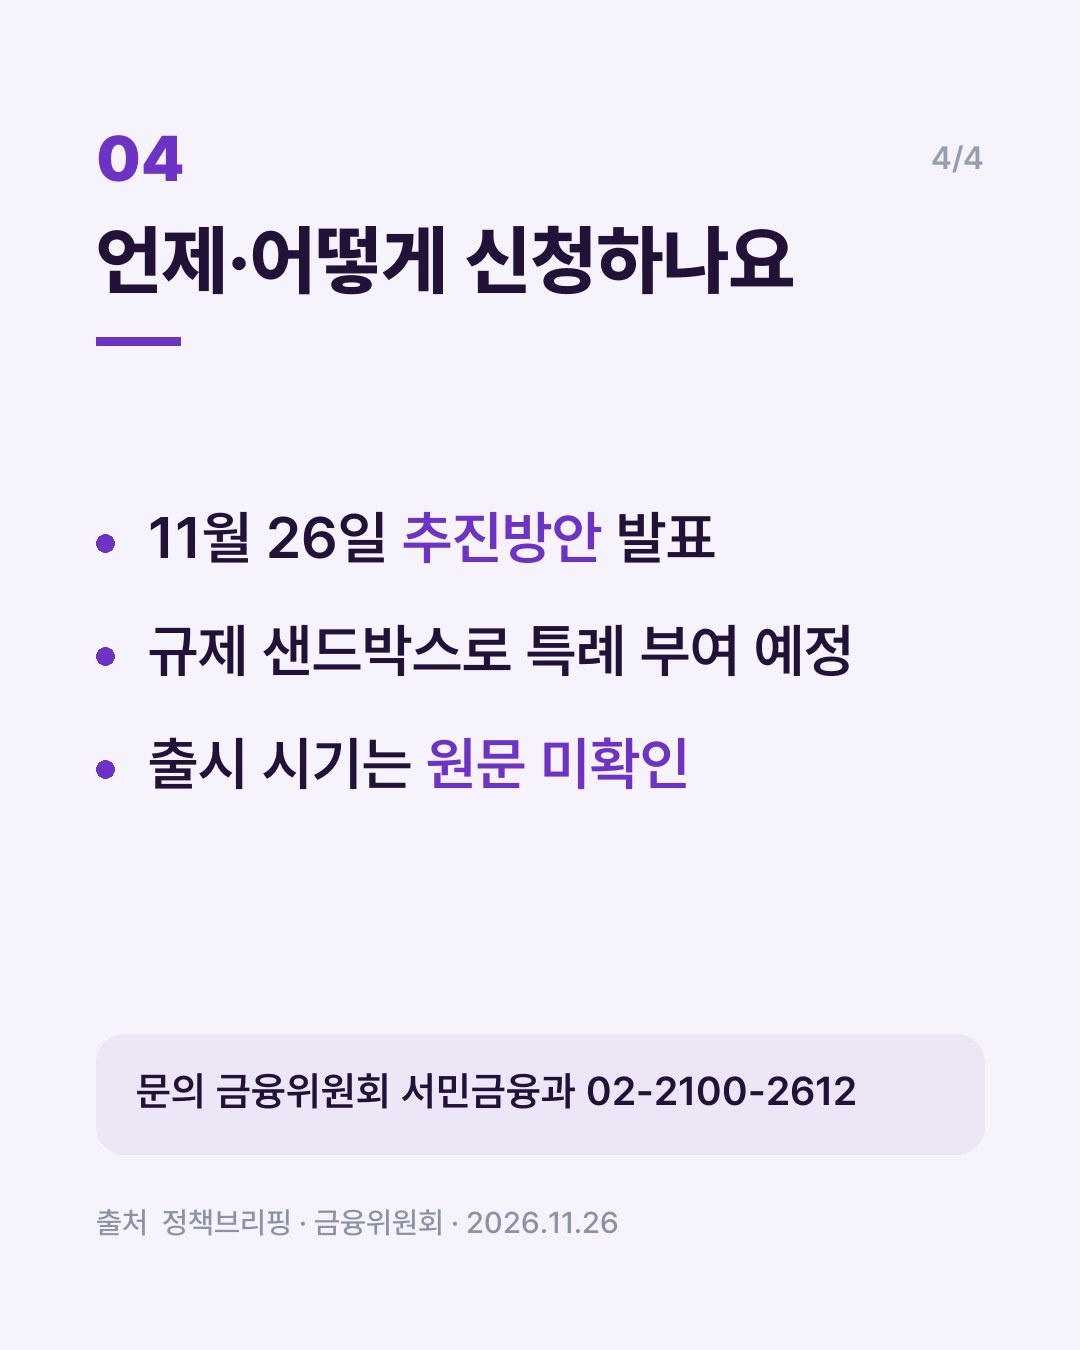 04
4/4
언제·어떻게 신청하나요
• 11월 26일 추진방안 발표
• 규제 샌드박스로 특례 부여 예정
• 출시 시기는 원문 미확인
문의 금융위원회 서민금융과 02-2100-2612
출처 정책브리핑 · 금융위원회 · 2026.11.26